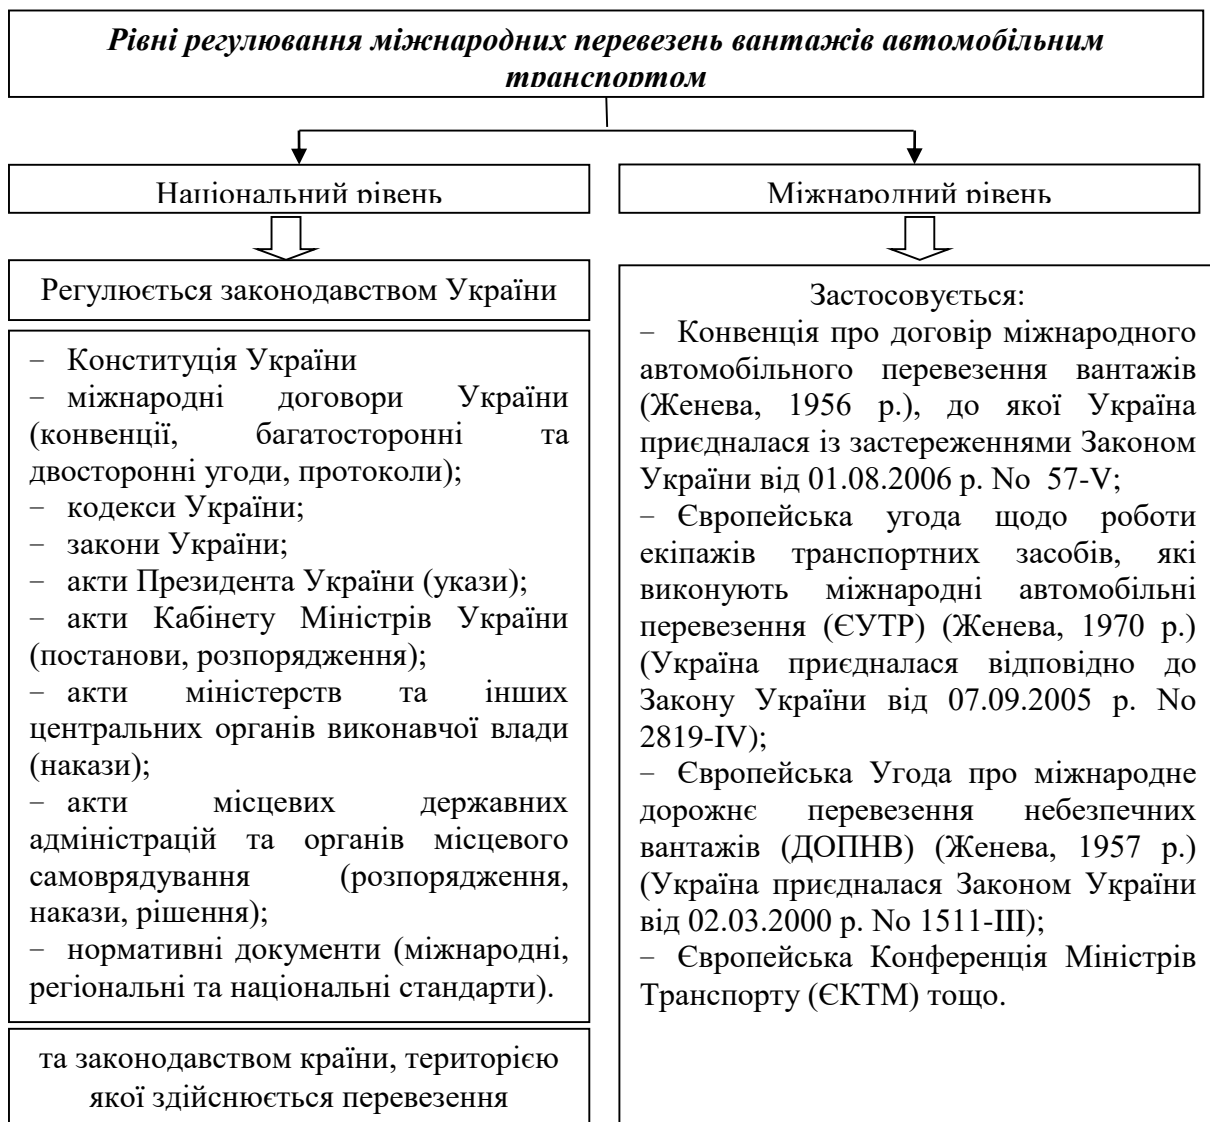 Рівні регулювання міжнародних перевезень вантажів автомобільним
транспортом
Національний рівень
Регулюється законодавством України
– Конституція України
– міжнародні договори України
(конвенції, багатосторонні та
двосторонні угоди, протоколи);
– кодекси України;
– закони України;
– акти Президента України (укази);
– акти Кабінету Міністрів України
(постанови, розпорядження);
– акти міністерств та інших
центральних органів виконавчої влади
(накази);
– акти місцевих державних
адміністрацій та органів місцевого
самоврядування (розпорядження,
накази, рішення);
– нормативні документи (міжнародні,
регіональні та національні стандарти).
та законодавством країни, територією
якої здійснюється перевезення
Міжнародний рівень
Застосовується:
– Конвенція про договір міжнародного
автомобільного перевезення вантажів
(Женева, 1956 р.), до якої Україна
приєдналася із застереженнями Законом
України від 01.08.2006 р. No 57-V;
– Європейська угода щодо роботи
екіпажів транспортних засобів, які
виконують міжнародні автомобільні
перевезення (ЄУТР) (Женева, 1970 р.)
(Україна приєдналася відповідно до
Закону України від 07.09.2005 р. No
2819-IV);
– Європейська Угода про міжнародне
дорожнє перевезення небезпечних
вантажів (ДОПНВ) (Женева, 1957 р.)
(Україна приєдналася Законом України
від 02.03.2000 р. No 1511-III);
– Європейська Конференція Міністрів
Транспорту (ЄКТМ) тощо.